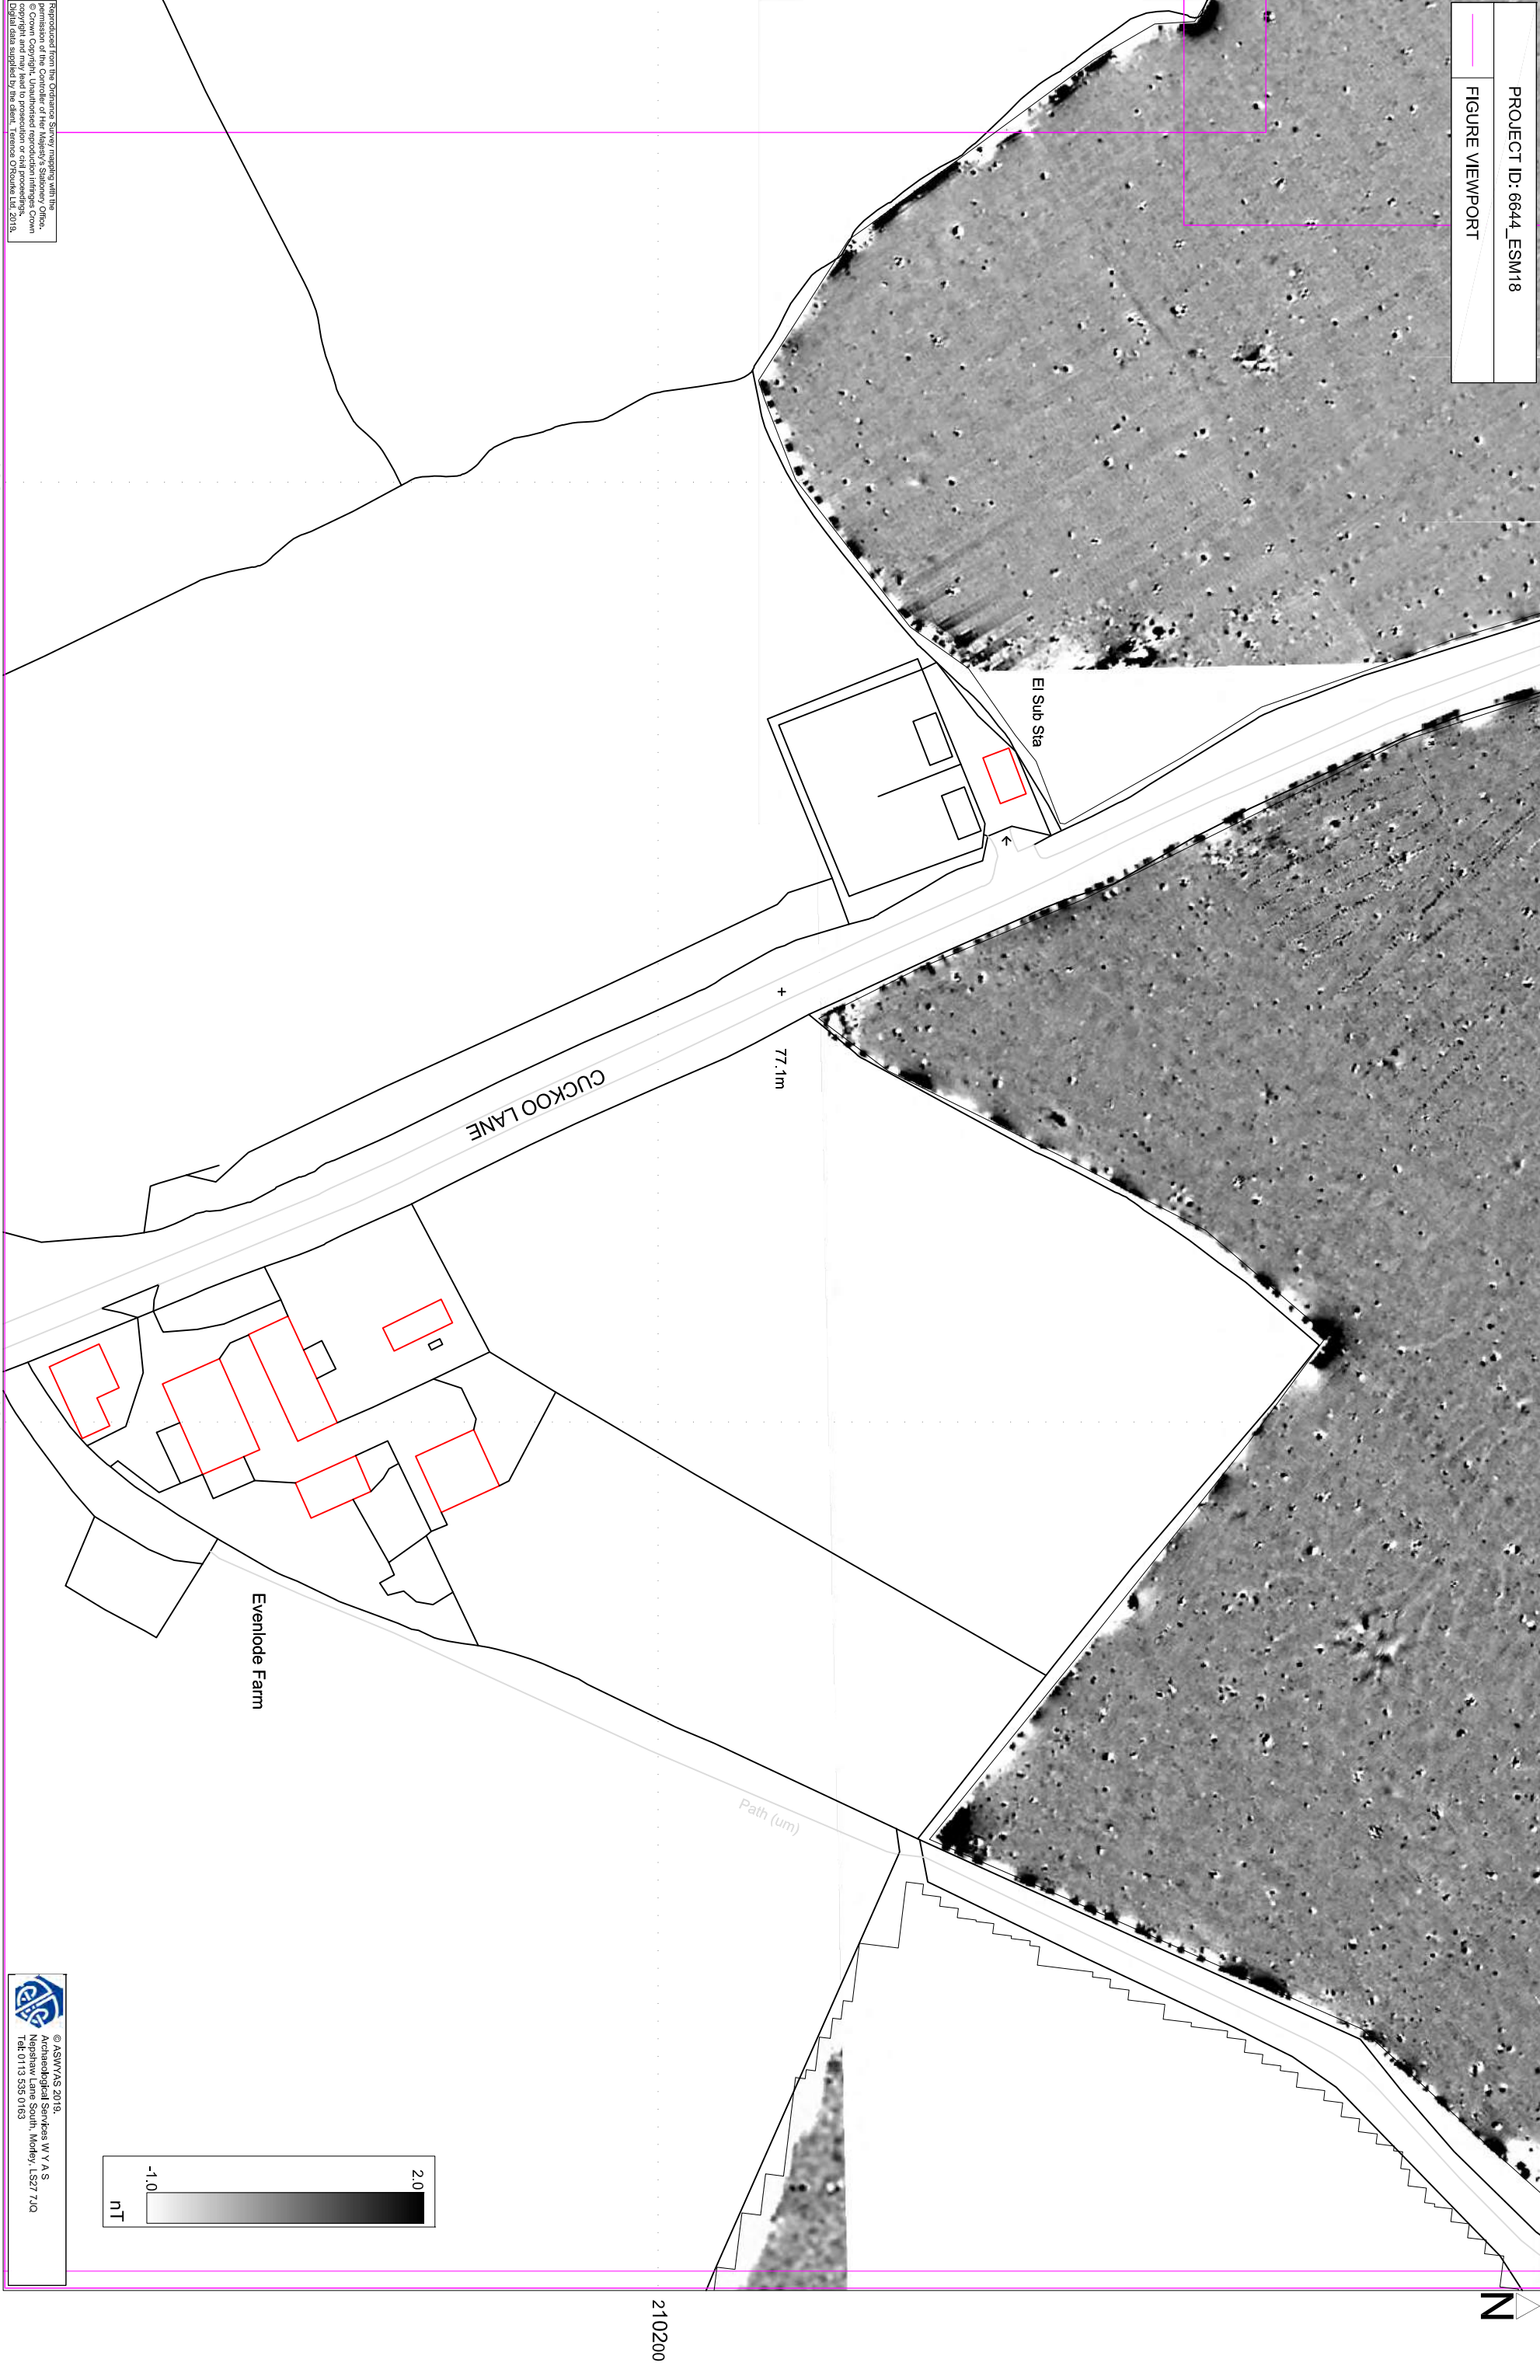 PROJECT ID: 6644_ESM18
FIGURE VIEWPORT
El Sub Sta
77.1m
CUCKOO LANE
Path (um)
Evenlode Farm
Reproduced from the Ordnance Survey mapping with the
permission of the Controller of Her Majesty's Stationery Office.
© Crown Copyright. Unauthorised reproduction infringes Crown
copyright and may lead to prosecution or civil proceedings.
Digital data supplied by the client, Terence O'Rourke Ltd, 2019.
2.0
-1.0
nT
© ASWYAS 2019.
Archaeological Services W Y A S
Nepshaw Lane South, Morley, LS27 7JQ
Tel: 0113 535 0163
N
210200